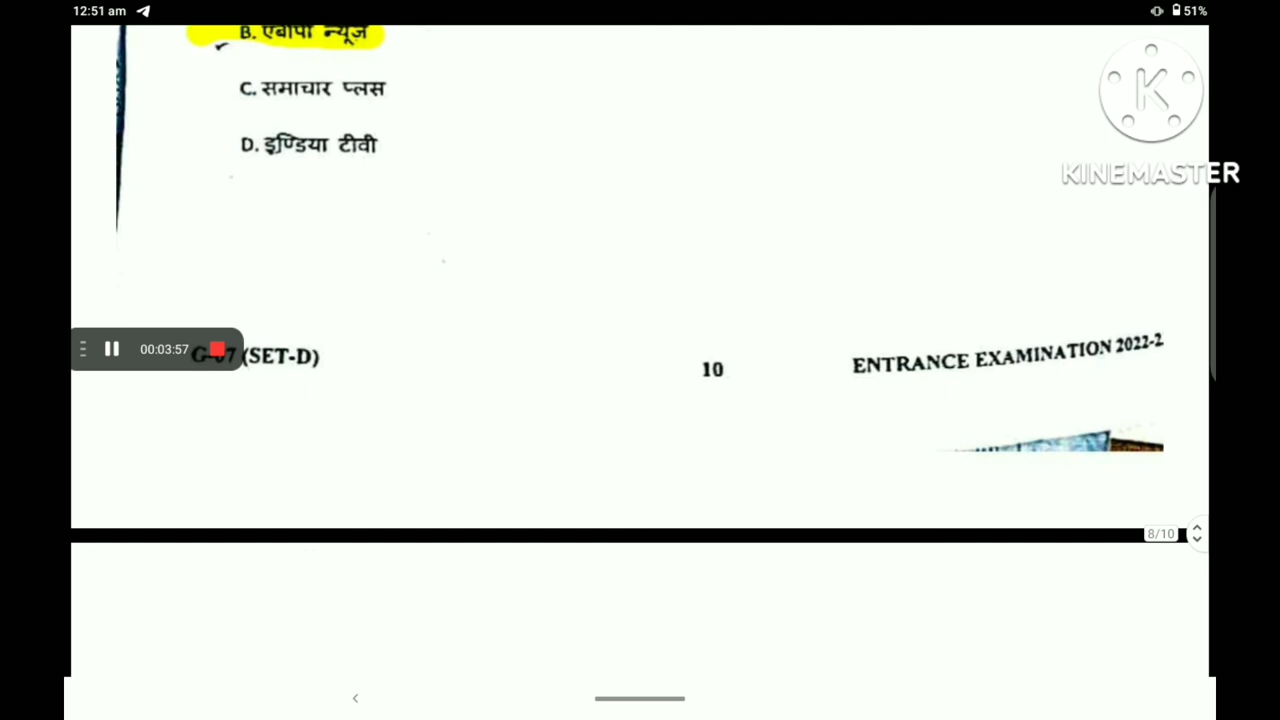 12:51 am
51%
B. एबीपी न्यूज़
C. समाचार प्लस
K
KINEMASTER
D. इण्डिया टीवी
00:03:57
G-07 (SET-D)
10
ENTRANCE EXAMINATION 2022-2
8/10